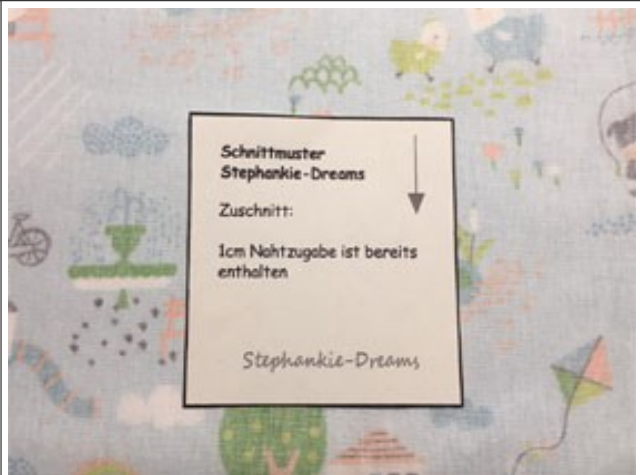 Schnittmuster
Stephankie-Dreams
Zuschnitt:
1cm Nahtzugabe ist bereits
enthalten
Stephankie-Dreams